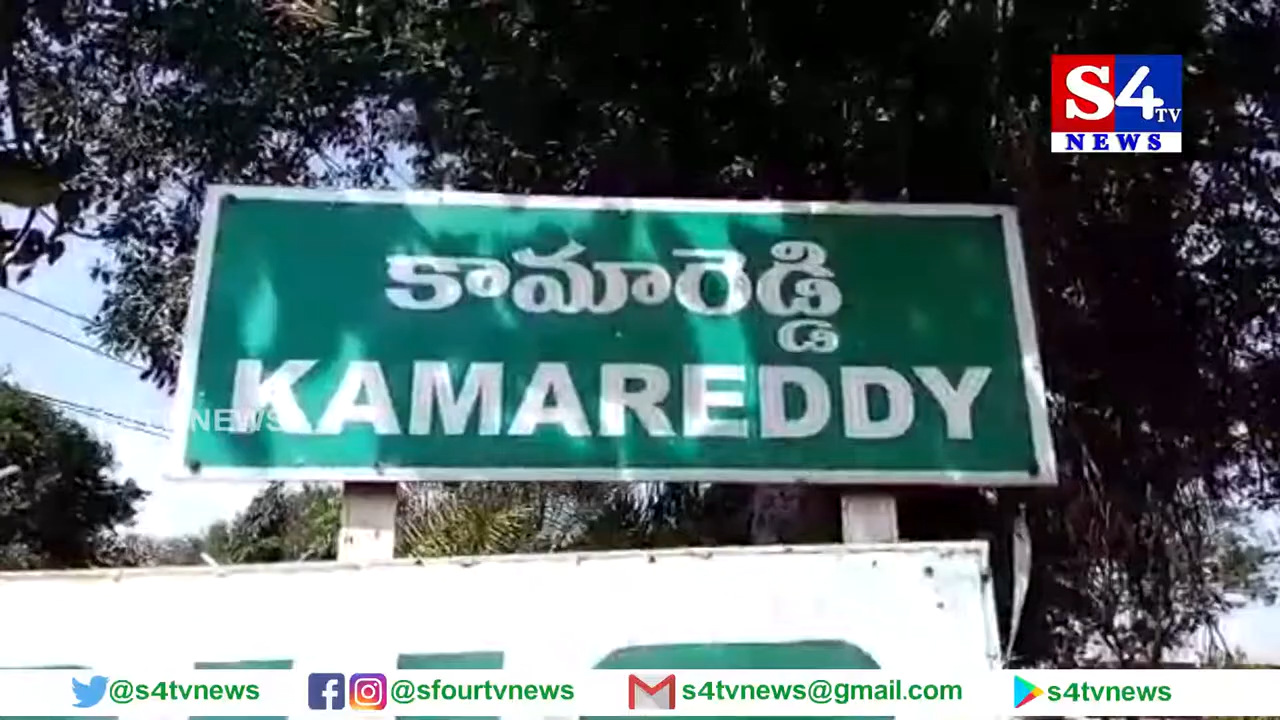 S4 TV
NEWS
కామారెడ్డి
KAMAREDDY
NEWS
@s4tvnews
@sfourtvnews
s4tvnews@gmail.com
s4tvnews